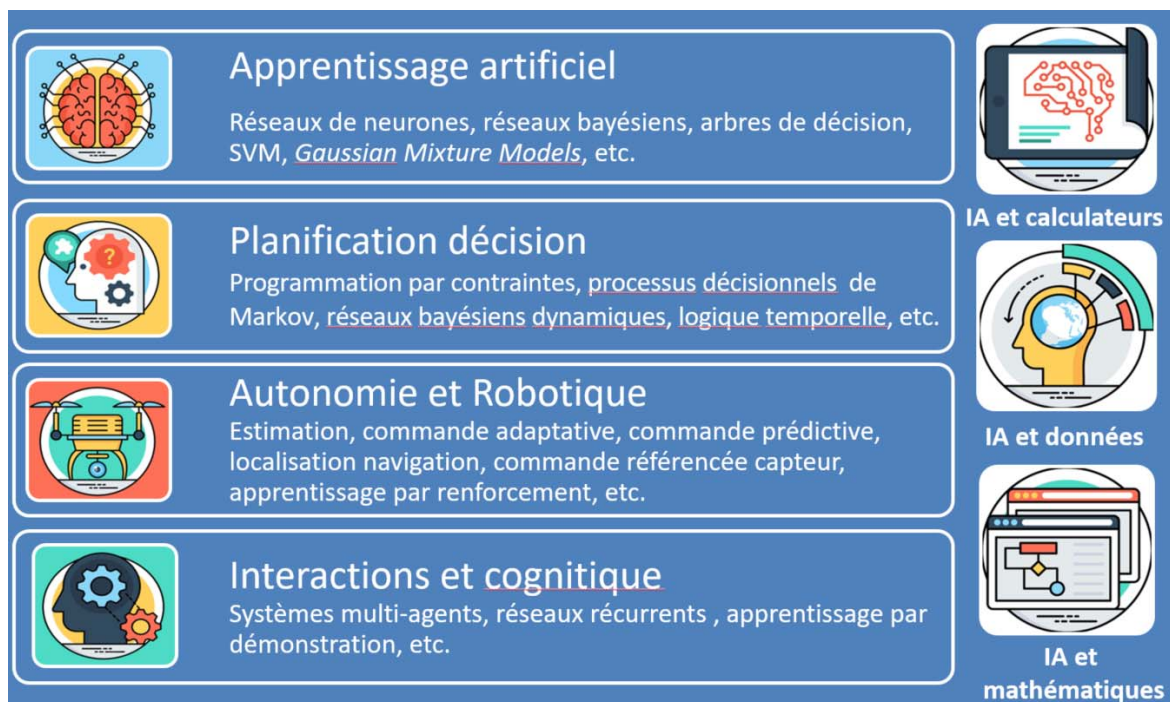 Apprentissage artificiel
Réseaux de neurones, réseaux bayésiens, arbres de décision,
SVM, Gaussian Mixture Models, etc.
Planification décision
Programmation par contraintes, processus décisionnels de
Markov, réseaux bayésiens dynamiques, logique temporelle, etc.
Autonomie et Robotique
Estimation, commande adaptative, commande prédictive,
localisation navigation, commande référencée capteur,
apprentissage par renforcement, etc.
Interactions et cognitique
Systèmes multi-agents, réseaux récurrents , apprentissage par
démonstration, etc.
IA et calculateurs
IA et données
IA et
mathématiques
?